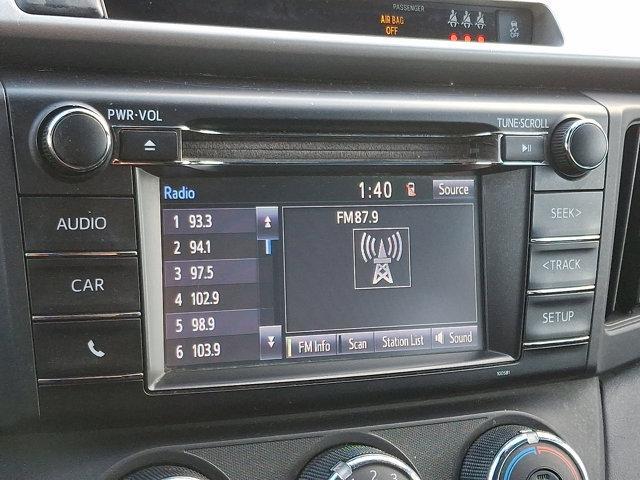 PASSENGER
AIR BAG
OFF
OFF
PWR·VOL
TUNE·SCROLL
AUDIO
CAR
Radio
1:40
Source
1 93.3
2 94.1
3 97.5
4 102.9
5 98.9
6 103.9
FM87.9
FM Info
Scan
Station List
Sound
SEEK>
<TRACK
SETUP
100581